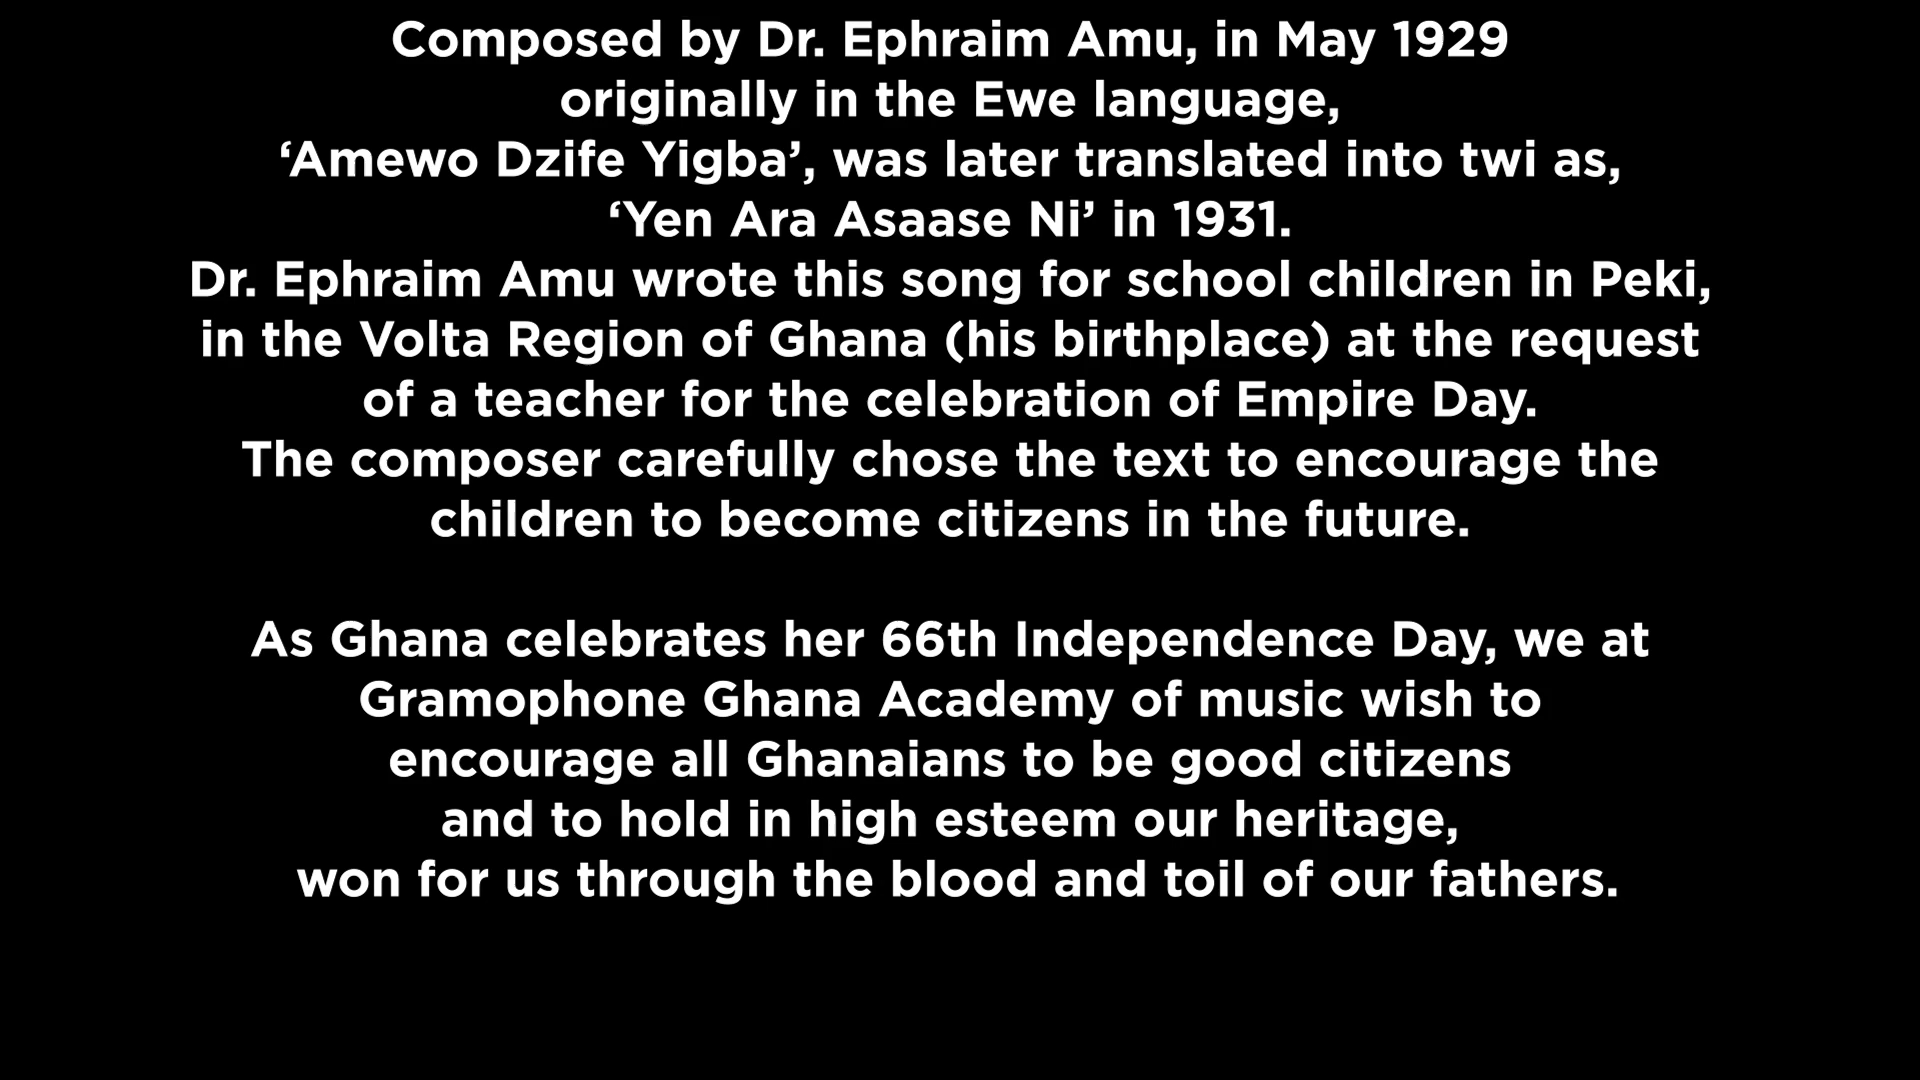 Composed by Dr. Ephraim Amu, in May 1929
originally in the Ewe language,
‘Amewo Dzife Yigba’, was later translated into twi as,
‘Yen Ara Asaase Ni’ in 1931.
Dr. Ephraim Amu wrote this song for school children in Peki,
in the Volta Region of Ghana (his birthplace) at the request
of a teacher for the celebration of Empire Day.
The composer carefully chose the text to encourage the
children to become citizens in the future.
As Ghana celebrates her 66th Independence Day, we at
Gramophone Ghana Academy of music wish to
encourage all Ghanaians to be good citizens
and to hold in high esteem our heritage,
won for us through the blood and toil of our fathers.